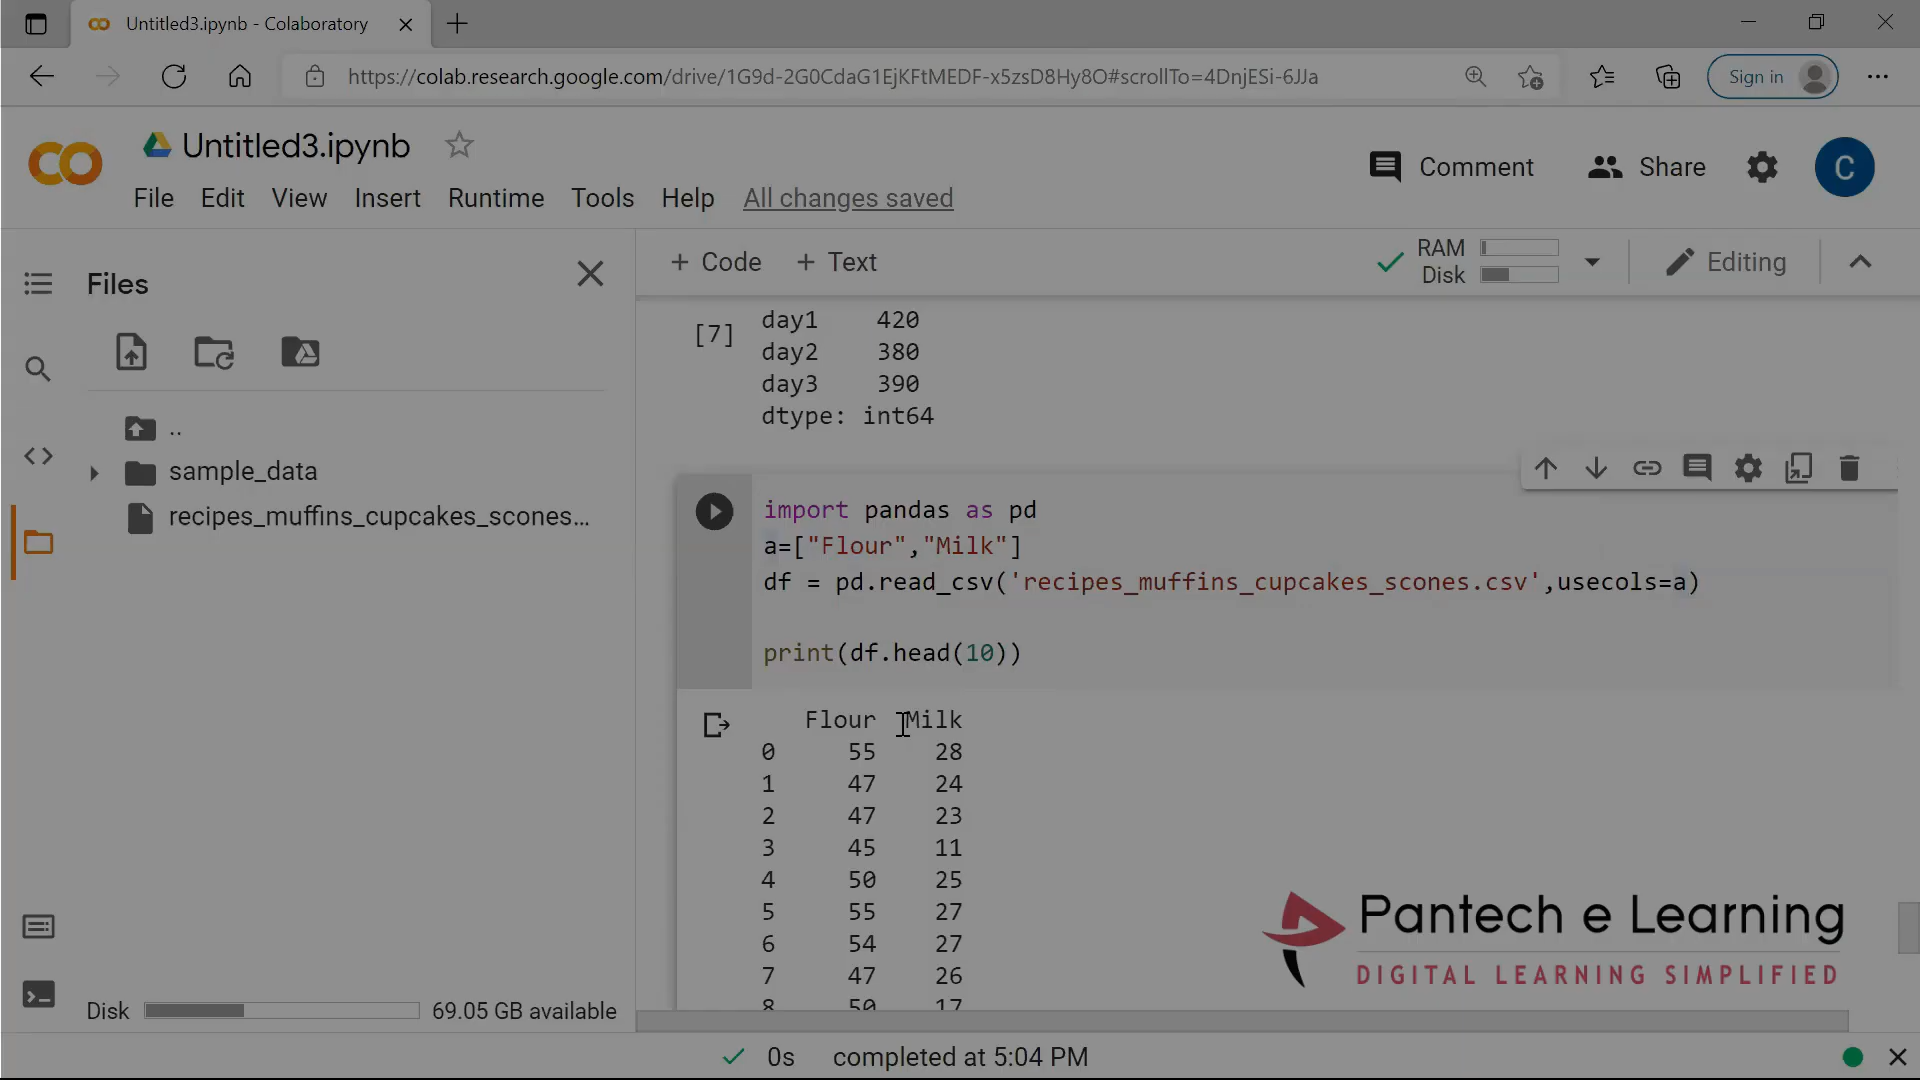 Untitled3.ipynb - Colaboratory
https://colab.research.google.com/drive/1G9d-2G0CdaG1EjKFtMEDF-x5zsD8Hy8O#scrollTo=4DnjESi-6JJa
Sign in
Untitled3.ipynb
Comment
Share
C
File Edit View Insert Runtime Tools Help All changes saved
Files
+ Code + Text
RAM
Disk
Editing
..
sample_data
recipes_muffins_cupcakes_scones...
Disk 69.05 GB available
[7]
day1 420
day2 380
day3 390
dtype: int64
import pandas as pd
a=["Flour","Milk"]
df = pd.read_csv('recipes_muffins_cupcakes_scones.csv',usecols=a)
print(df.head(10))
Flour Milk
0 55 28
1 47 24
2 47 23
3 45 11
4 50 25
5 55 27
6 54 27
7 47 26
8 50 17
Pantech e Learning
DIGITAL LEARNING SIMPLIFIED
0s completed at 5:04 PM